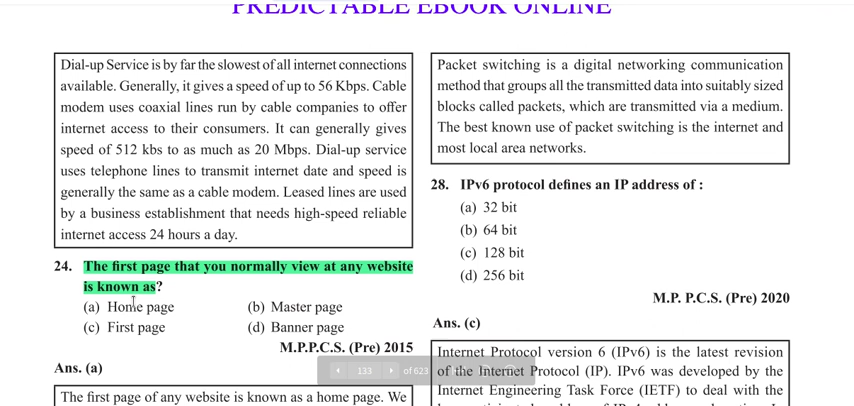 PREDICTABLE EBOOK ONLINE
Dial-up Service is by far the slowest of all internet connections
available. Generally, it gives a speed of up to 56 Kbps. Cable
modem uses coaxial lines run by cable companies to offer
internet access to their consumers. It can generally gives
speed of 512 kbs to as much as 20 Mbps. Dial-up service
uses telephone lines to transmit internet date and speed is
generally the same as a cable modem. Leased lines are used
by a business establishment that needs high-speed reliable
internet access 24 hours a day.
24. The first page that you normally view at any website
is known as?
(a) Home page (b) Master page
(c) First page (d) Banner page
M.P.P.C.S. (Pre) 2015
Ans. (a)
The first page of any website is known as a home page. We
Packet switching is a digital networking communication
method that groups all the transmitted data into suitably sized
blocks called packets, which are transmitted via a medium.
The best known use of packet switching is the internet and
most local area networks.
28. IPv6 protocol defines an IP address of :
(a) 32 bit
(b) 64 bit
(c) 128 bit
(d) 256 bit
M.P. P.C.S. (Pre) 2020
Ans. (c)
Internet Protocol version 6 (IPv6) is the latest revision
of the Internet Protocol (IP). IPv6 was developed by the
Internet Engineering Task Force (IETF) to deal with the
133 of 623